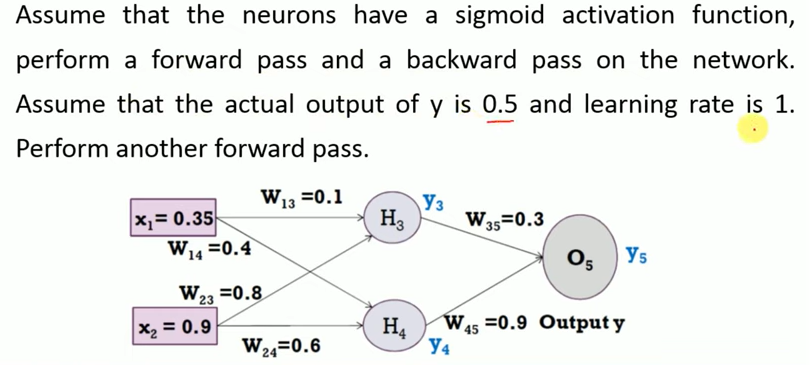 Assume that the neurons have a sigmoid activation function,
perform a forward pass and a backward pass on the network.
Assume that the actual output of y is 0.5 and learning rate is 1.
Perform another forward pass.
W₁₃ =0.1
y₃
x₁= 0.35
H₃
W₃₅=0.3
W₁₄ =0.4
O₅
y₅
W₂₃ =0.8
x₂ = 0.9
H₄
W₄₅ =0.9 Output y
W₂₄=0.6
y₄